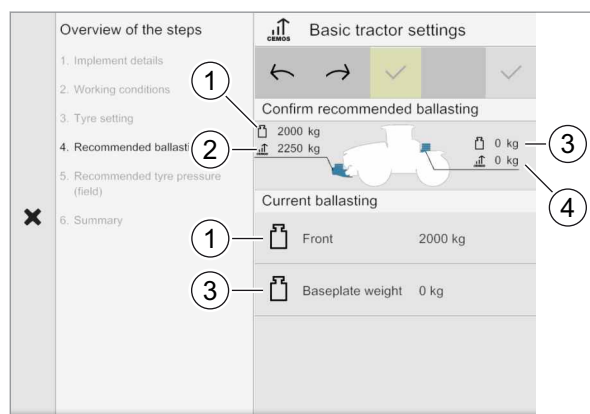 Overview of the steps
1. Implement details
2. Working conditions
3. Tyre setting
4. Recommended ballasti
5. Recommended tyre pressure
(field)
6. Summary
CEMOS
Basic tractor settings
Confirm recommended ballasting
1
2000 kg
2
2250 kg
0 kg
3
0 kg
4
Current ballasting
1
Front 2000 kg
3
Baseplate weight 0 kg